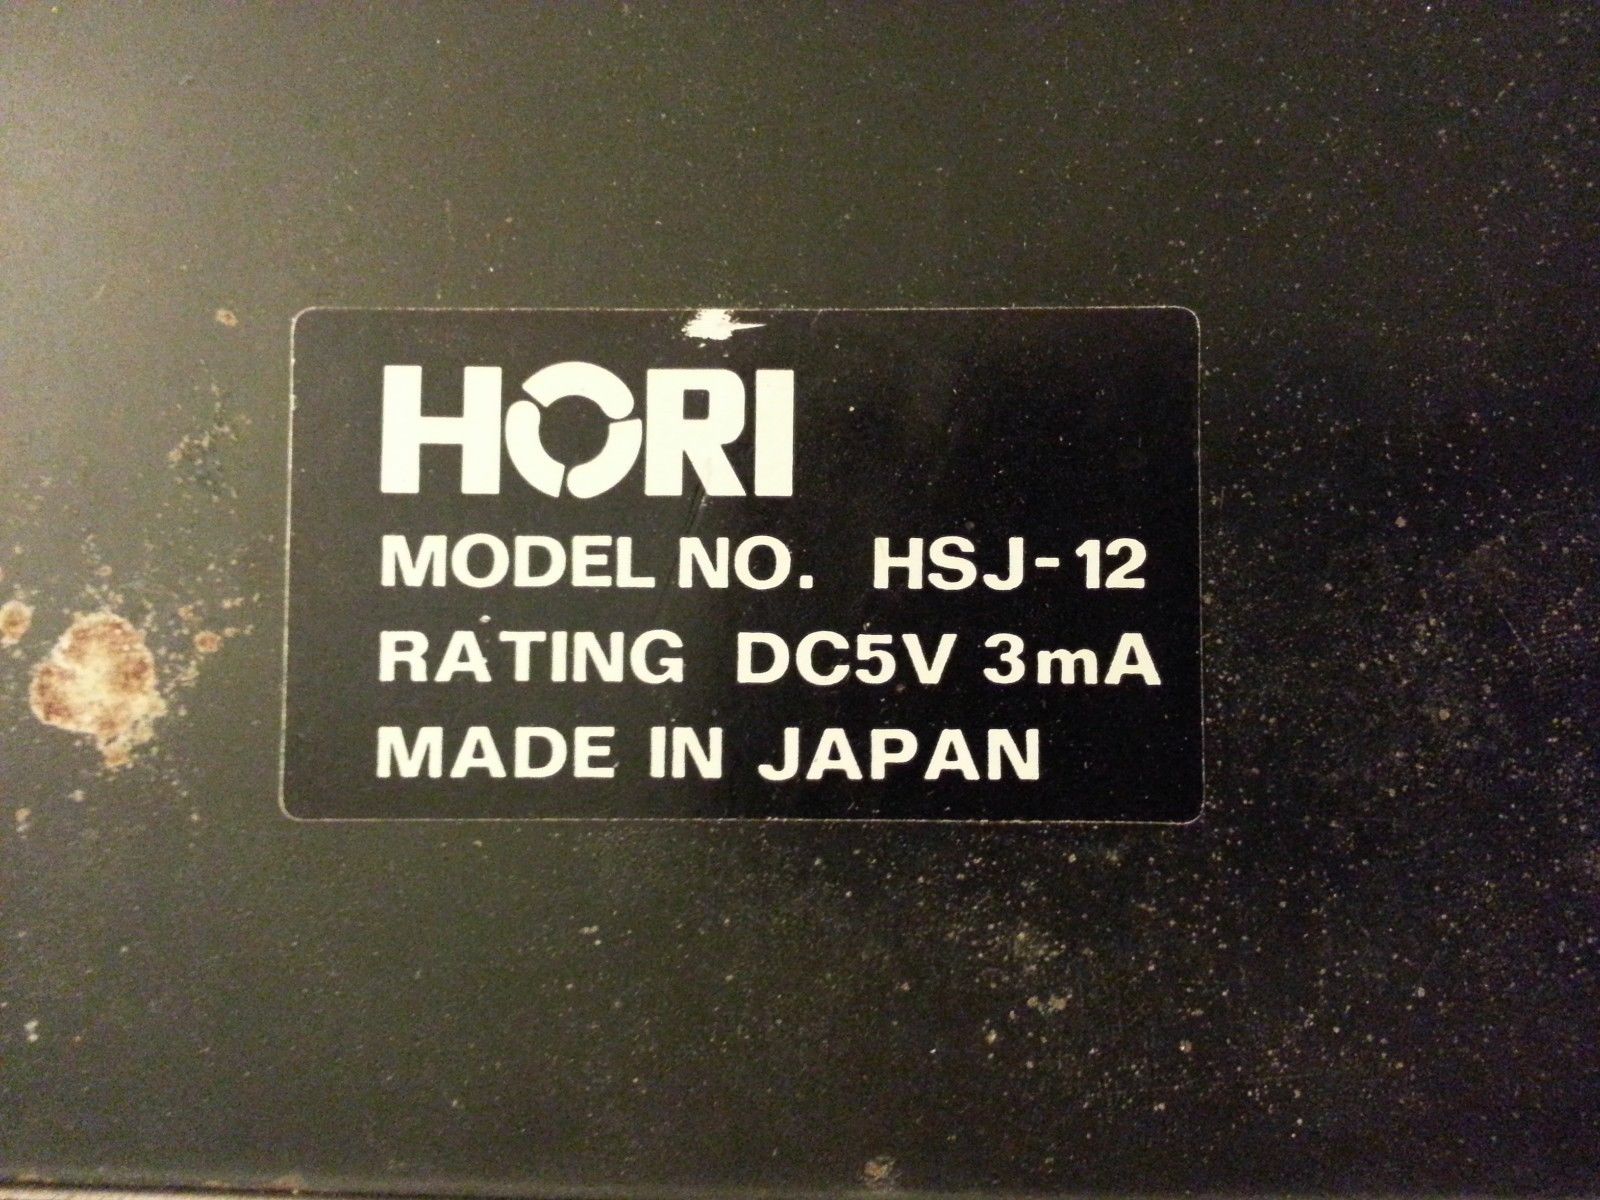 HORI
MODEL NO. HSJ-12
RATING DC5V 3mA
MADE IN JAPAN